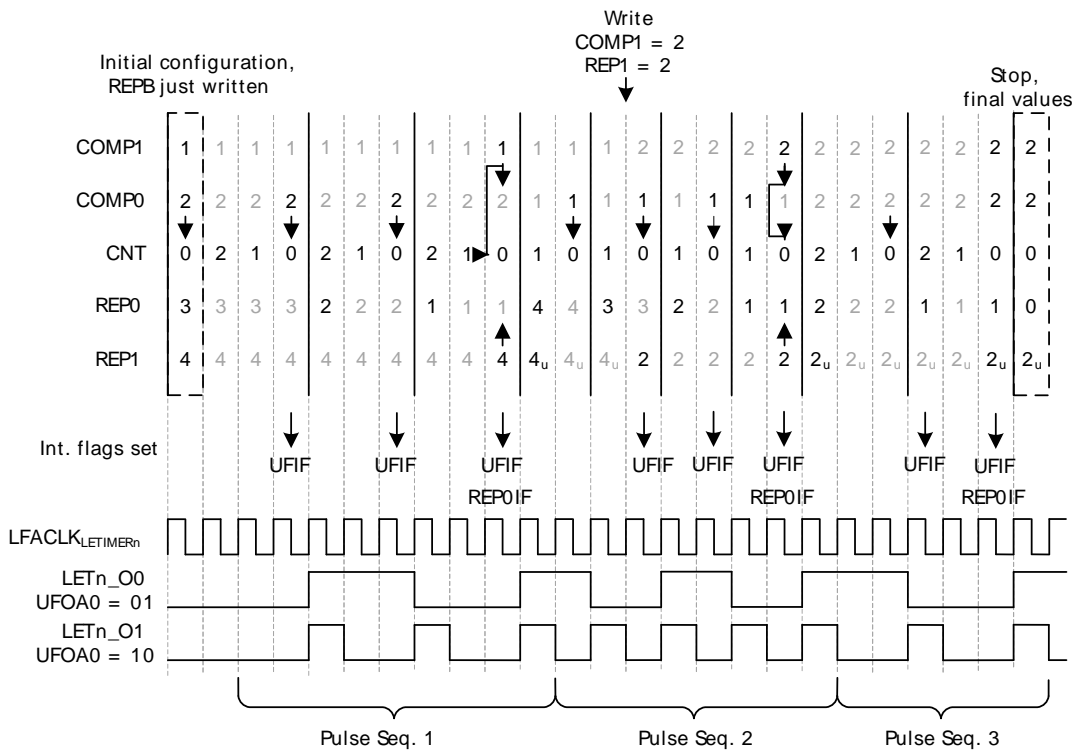 Write
COMP1 = 2
REP1 = 2
Initial configuration,
REPB just written
Stop,
final values
COMP1 1 1 1 1 1 1 1 1 1 1 1 1 1 2 2 2 2 2 2 2 2 2 2 2 2
COMP0 2 2 2 2 2 2 2 2 2 2 1 1 1 1 1 1 1 1 2 2 2 2 2 2 2
CNT 0 2 1 0 2 1 0 2 1 0 1 0 1 0 1 0 1 0 2 1 0 2 1 0 0
REP0 3 3 3 3 2 2 2 1 1 1 4 4 3 3 2 2 1 1 2 2 2 1 1 1 0
REP1 4 4 4 4 4 4 4 4 4 4 4u 4u 4u 2 2 2 2 2 2u 2u 2u 2u 2u 2u 2u
Int. flags set
UFIF UFIF UFIF UFIF UFIF UFIF UFIF UFIF
REP0IF REP0IF REP0IF
LFACLKLETIMERn
LETn_O0
UFOA0 = 01
LETn_O1
UFOA0 = 10
Pulse Seq. 1 Pulse Seq. 2 Pulse Seq. 3